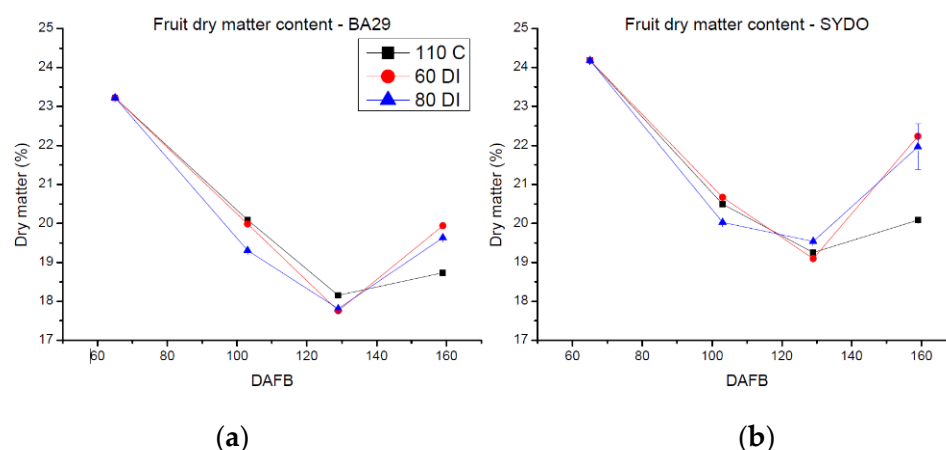 Fruit dry matter content - BA29
25
24
23
22
21
20
19
18
17
Dry matter (%)
60 80 100 120 140 160
DAFB
110 C
60 DI
80 DI
(a)
Fruit dry matter content - SYDO
25
24
23
22
21
20
19
18
17
Dry matter (%)
60 80 100 120 140 160
DAFB
(b)